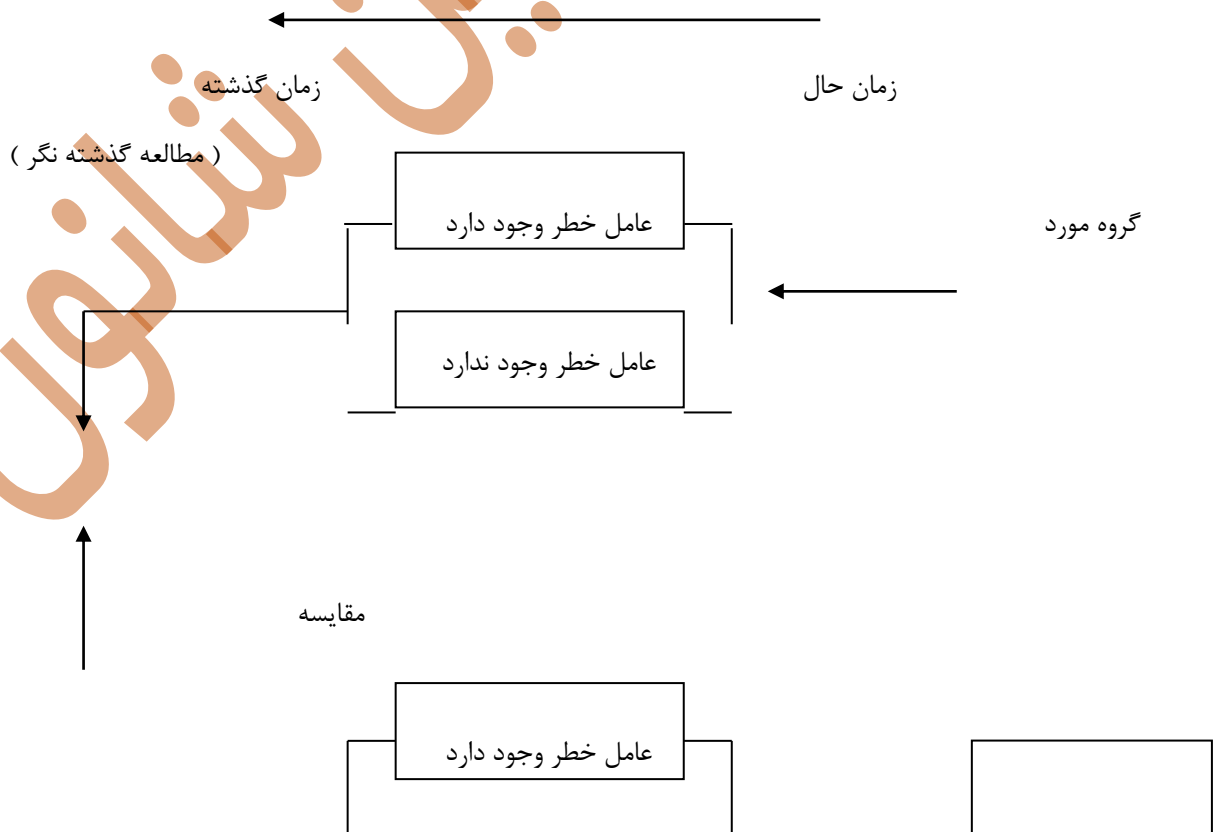 زمان حال
زمان گذشته
( مطالعه گذشته نگر )
گروه مورد
عامل خطر وجود دارد
عامل خطر وجود ندارد
مقایسه
عامل خطر وجود دارد